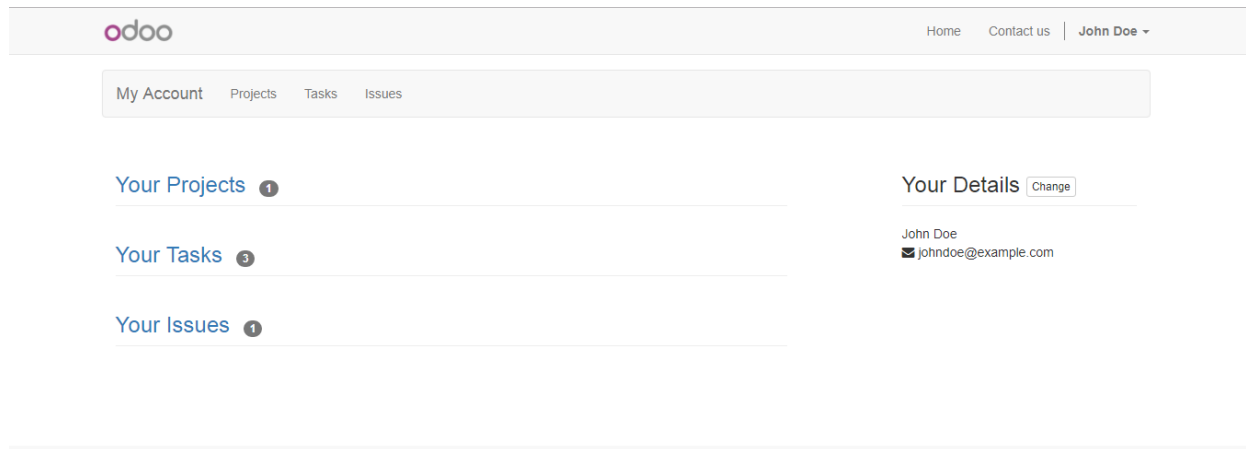 odoo Home Contact us John Doe
My Account Projects Tasks Issues
Your Projects 1
Your Tasks 3
Your Issues 1
Your Details Change
John Doe
johndoe@example.com